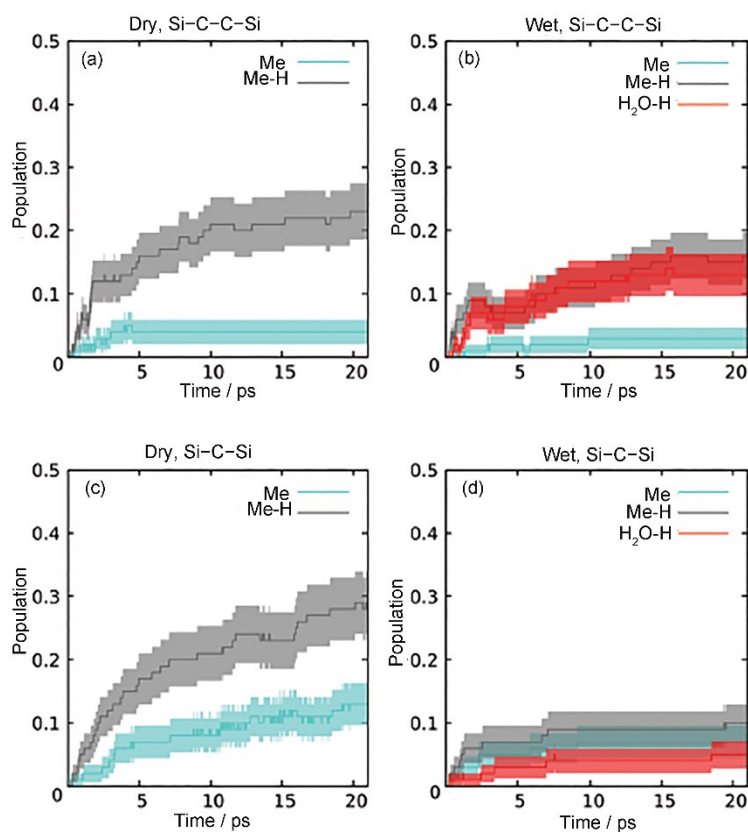 Dry, Si–C–C–Si
(a)
Me
Me-H
0.5
0.4
0.3
0.2
0.1
0
5
10
15
20
Population
Time / ps
Wet, Si–C–C–Si
(b)
Me
Me-H
H₂O-H
0.5
0.4
0.3
0.2
0.1
0
5
10
15
20
Population
Time / ps
Dry, Si–C–Si
(c)
Me
Me-H
0.5
0.4
0.3
0.2
0.1
0
5
10
15
20
Population
Time / ps
Wet, Si–C–Si
(d)
Me
Me-H
H₂O-H
0.5
0.4
0.3
0.2
0.1
0
5
10
15
20
Population
Time / ps